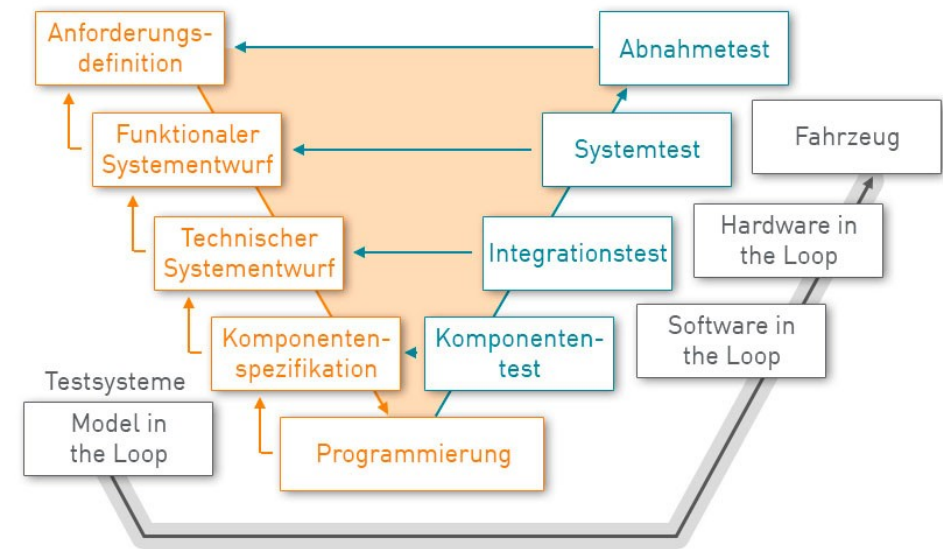 Anforderungs-
definition
Abnahmetest
Funktionaler
Systementwurf
Systemtest
Fahrzeug
Technischer
Systementwurf
Integrationstest
Hardware in
the Loop
Komponenten-
spezifikation
Komponenten-
test
Software in
the Loop
Testsysteme
Model in
the Loop
Programmierung